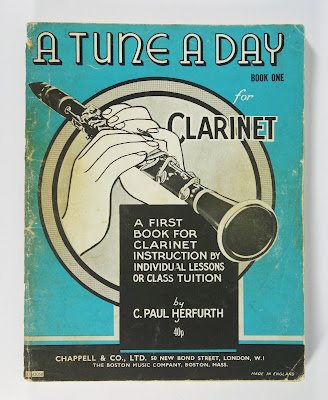 A TUNE A DAY
BOOK ONE
for
CLARINET
A FIRST
BOOK FOR
CLARINET
INSTRUCTION BY
INDIVIDUAL LESSONS
OR CLASS TUITION
by
C. PAUL HERFURTH
40p
CHAPPELL & CO., LTD. 50 NEW BOND STREET, LONDON, W.1
THE BOSTON MUSIC COMPANY, BOSTON, MASS.
MADE IN ENGLAND